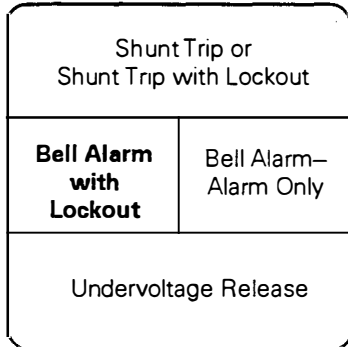 Shunt Trip or
Shunt Trip with Lockout
Bell Alarm
with
Lockout
Bell Alarm–
Alarm Only
Undervoltage Release